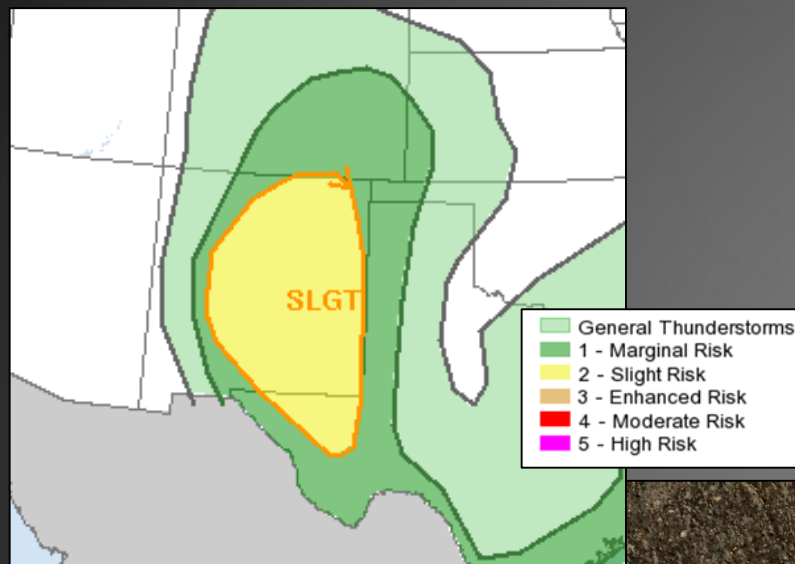 SLGT
General Thunderstorms
1 - Marginal Risk
2 - Slight Risk
3 - Enhanced Risk
4 - Moderate Risk
5 - High Risk